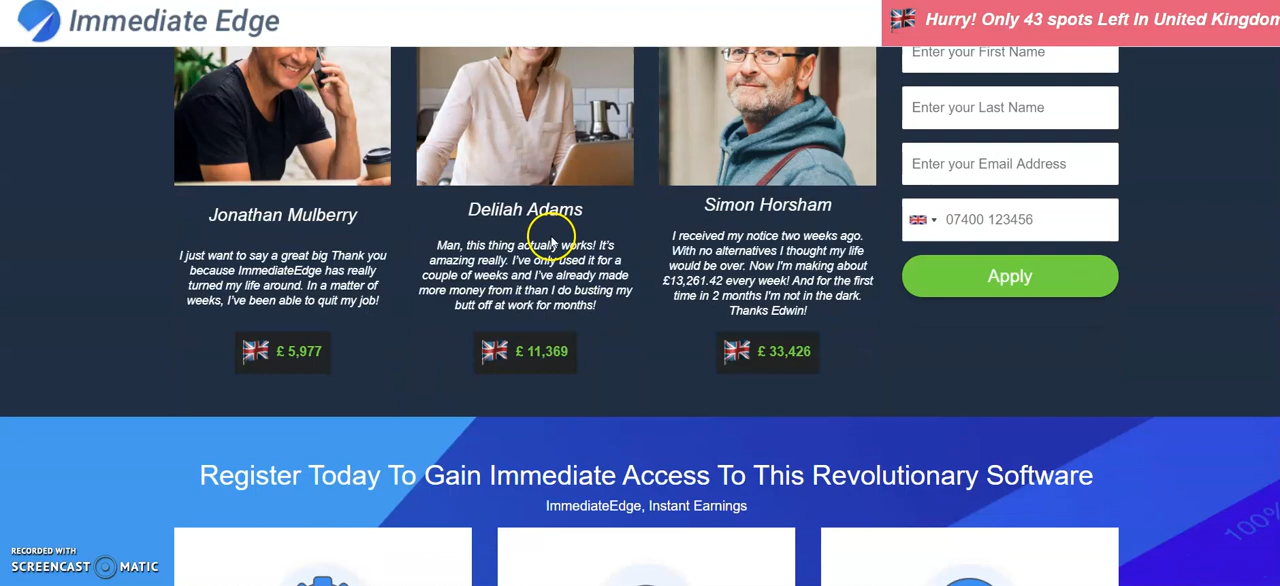 Immediate Edge
Hurry! Only 43 spots Left In United Kingdom
Enter your First Name
Enter your Last Name
Enter your Email Address
07400 123456
Apply
Jonathan Mulberry
I just want to say a great big Thank you
because ImmediateEdge has really
turned my life around. In a matter of
weeks, I've been able to quit my job!
£ 5,977
Delilah Adams
Man, this thing actually works! It's
amazing really. I've only used it for a
couple of weeks and I've already made
more money from it than I do busting my
butt off at work for months!
£ 11,369
Simon Horsham
I received my notice two weeks ago.
With no alternatives I thought my life
would be over. Now I'm making about
£13,261.42 every week! And for the first
time in 2 months I'm not in the dark.
Thanks Edwin!
£ 33,426
Register Today To Gain Immediate Access To This Revolutionary Software
ImmediateEdge, Instant Earnings
100%
RECORDED WITH
SCREENCAST MATIC